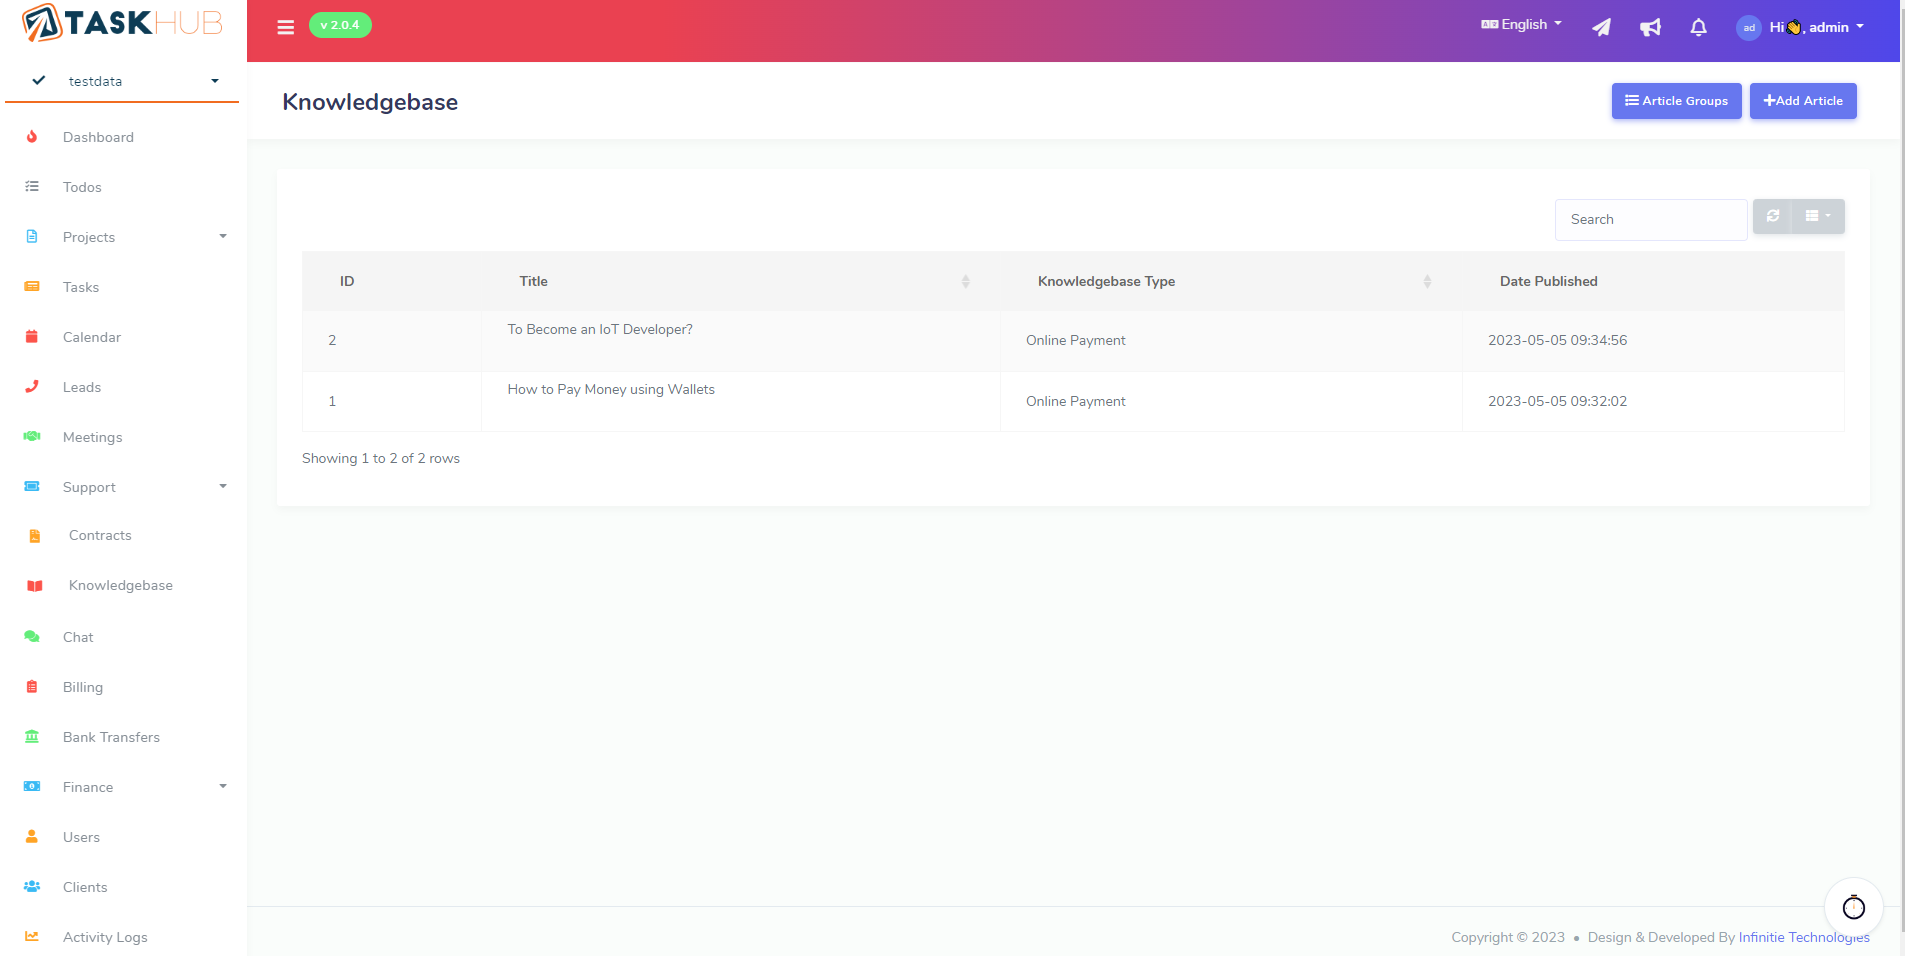 TASKHUB
v 2.0.4
English
ad
Hi👋, admin
testdata
Dashboard
Todos
Projects
Tasks
Calendar
Leads
Meetings
Support
Contracts
Knowledgebase
Chat
Billing
Bank Transfers
Finance
Users
Clients
Activity Logs
Knowledgebase
Article Groups
Add Article
Search
ID Title Knowledgebase Type Date Published
2 To Become an IoT Developer? Online Payment 2023-05-05 09:34:56
1 How to Pay Money using Wallets Online Payment 2023-05-05 09:32:02
Showing 1 to 2 of 2 rows
Copyright © 2023 • Design & Developed By Infinitie Technologies